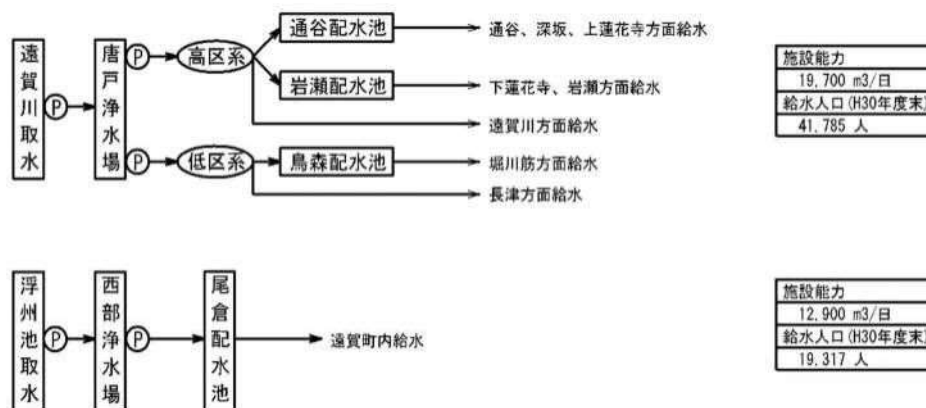 遠賀川取水
P
唐戸浄水場
P
高区系
通谷配水池
通谷、深坂、上蓮花寺方面給水
岩瀬配水池
下蓮花寺、岩瀬方面給水
遠賀川方面給水
P
低区系
鳥森配水池
堀川筋方面給水
長津方面給水
施設能力
19,700 m3/日
給水人口(H30年度末)
41,785 人
浮州池取水
P
西部浄水場
P
尾倉配水池
遠賀町内給水
施設能力
12,900 m3/日
給水人口(H30年度末)
19,317 人